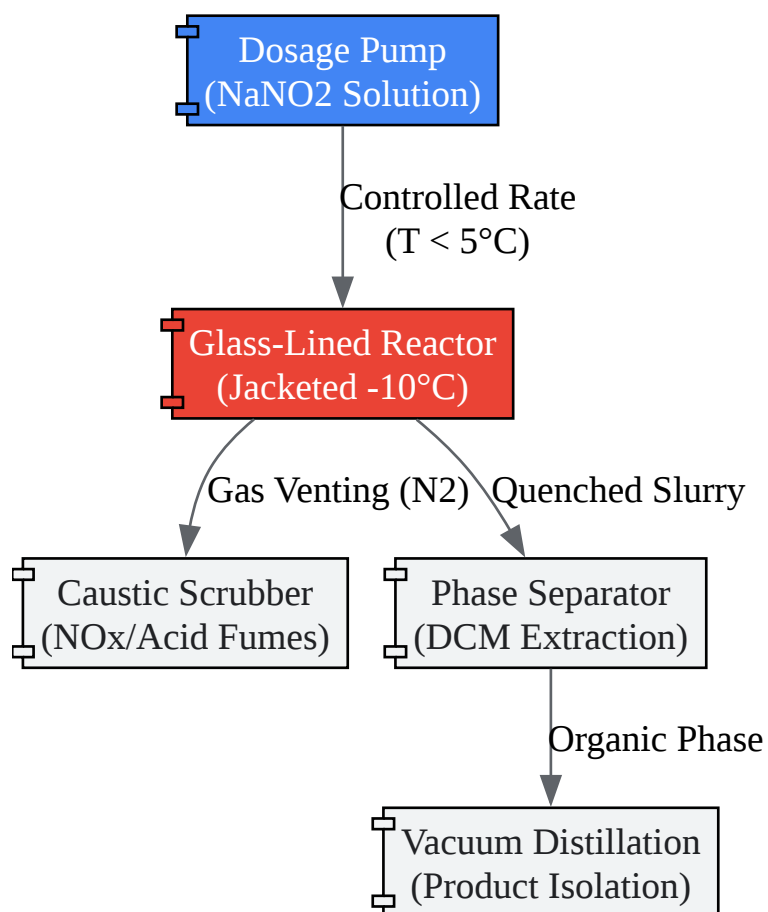 Dosage Pump
(NaNO2 Solution)
Controlled Rate
(T < 5°C)
Glass-Lined Reactor
(Jacketed -10°C)
Gas Venting (N2)
Quenched Slurry
Caustic Scrubber
(NOx/Acid Fumes)
Phase Separator
(DCM Extraction)
Organic Phase
Vacuum Distillation
(Product Isolation)